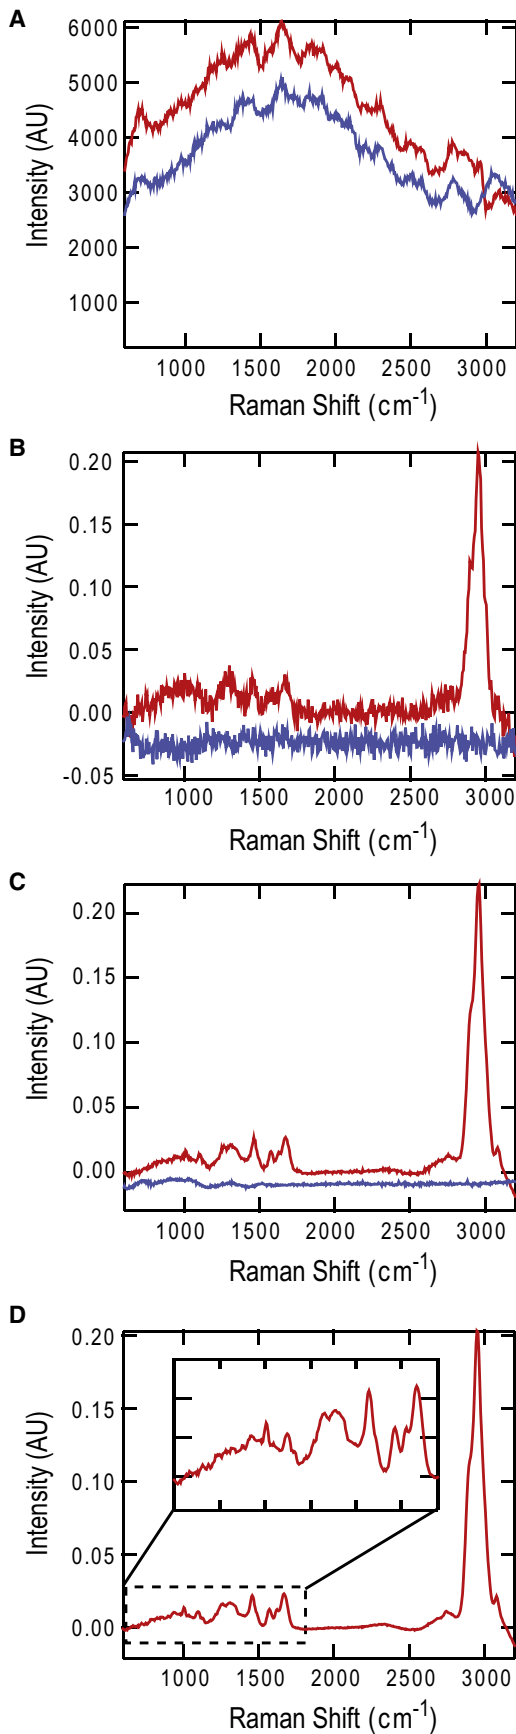 A
6000
5000
4000
3000
2000
1000
Intensity (AU)
1000 1500 2000 2500 3000
Raman Shift (cm-1)
B
0.20
0.15
0.10
0.05
0.00
-0.05
Intensity (AU)
1000 1500 2000 2500 3000
Raman Shift (cm-1)
C
0.20
0.15
0.10
0.05
0.00
Intensity (AU)
1000 1500 2000 2500 3000
Raman Shift (cm-1)
D
0.20
0.15
0.10
0.05
0.00
Intensity (AU)
1000 1500 2000 2500 3000
Raman Shift (cm-1)